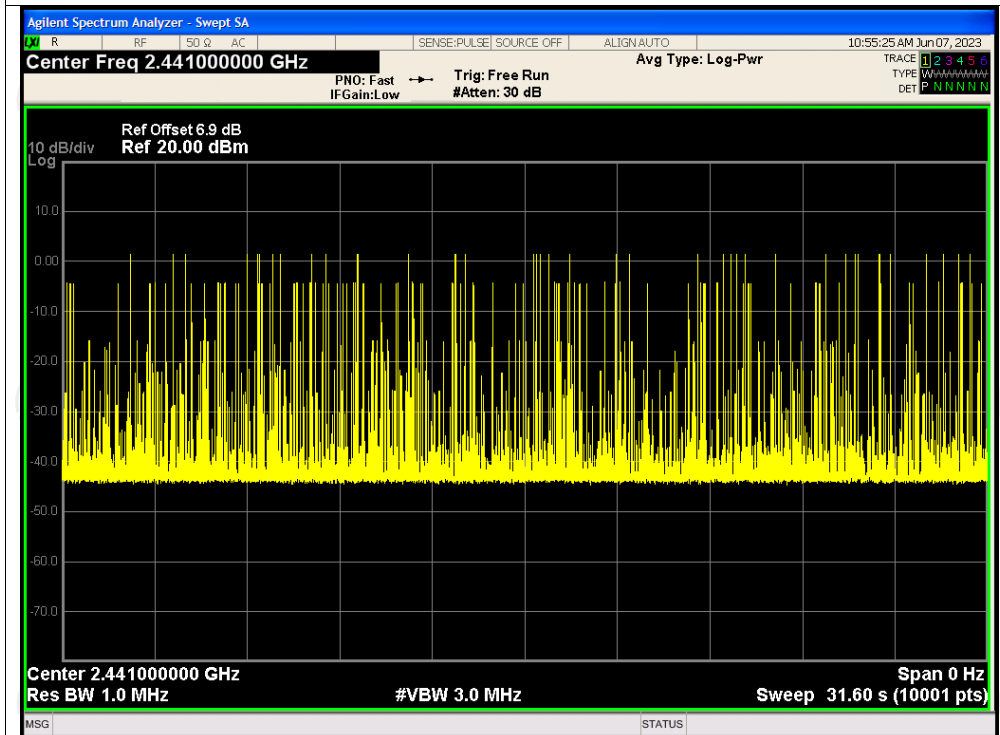 Agilent Spectrum Analyzer - Swept SA
LXI R RF 50 Ω AC SENSE:PULSE SOURCE OFF ALIGN AUTO 10:55:25 AM Jun 07, 2023
Center Freq 2.441000000 GHz Avg Type: Log-Pwr TRACE 1 2 3 4 5 6
PNO: Fast Trig: Free Run TYPE W
IFGain:Low #Atten: 30 dB DET P N N N N N
Ref Offset 6.9 dB
10 dB/div Ref 20.00 dBm
Log
10.0
0.00
-10.0
-20.0
-30.0
-40.0
-50.0
-60.0
-70.0
Center 2.441000000 GHz Span 0 Hz
Res BW 1.0 MHz #VBW 3.0 MHz Sweep 31.60 s (10001 pts)
MSG STATUS